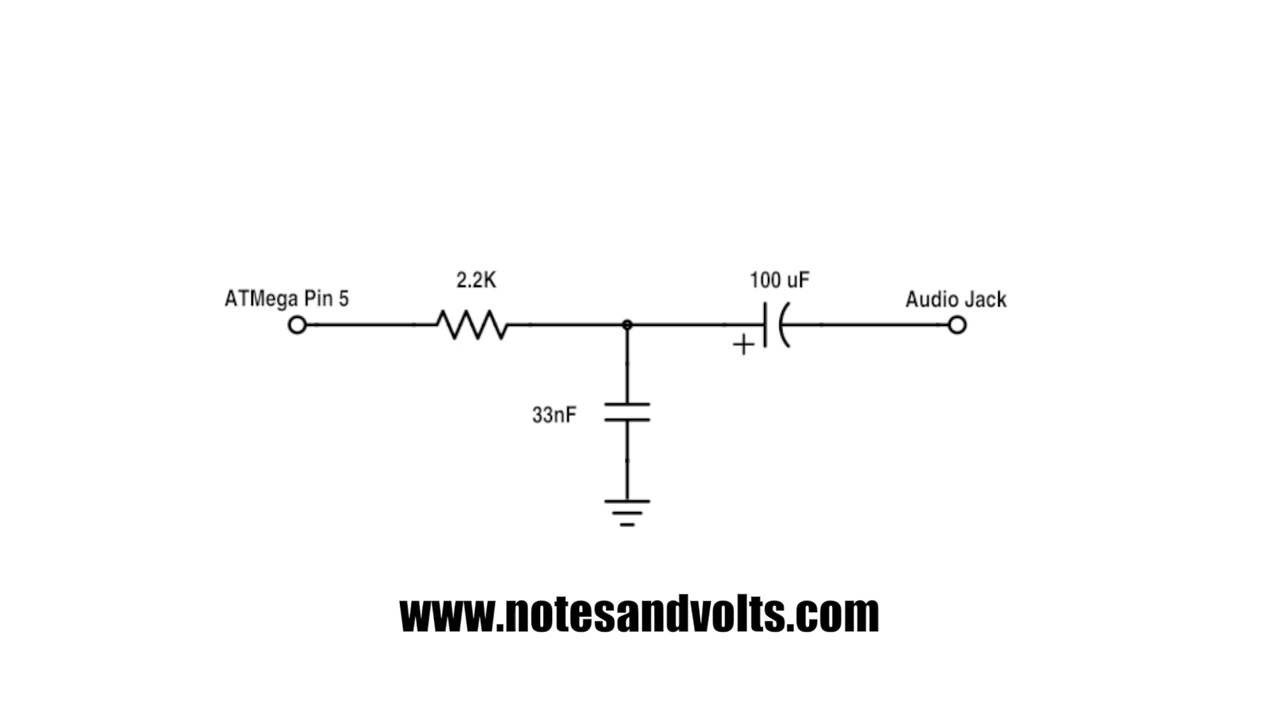 2.2K
100 uF
ATMega Pin 5
Audio Jack
+
33nF
www.notesandvolts.com